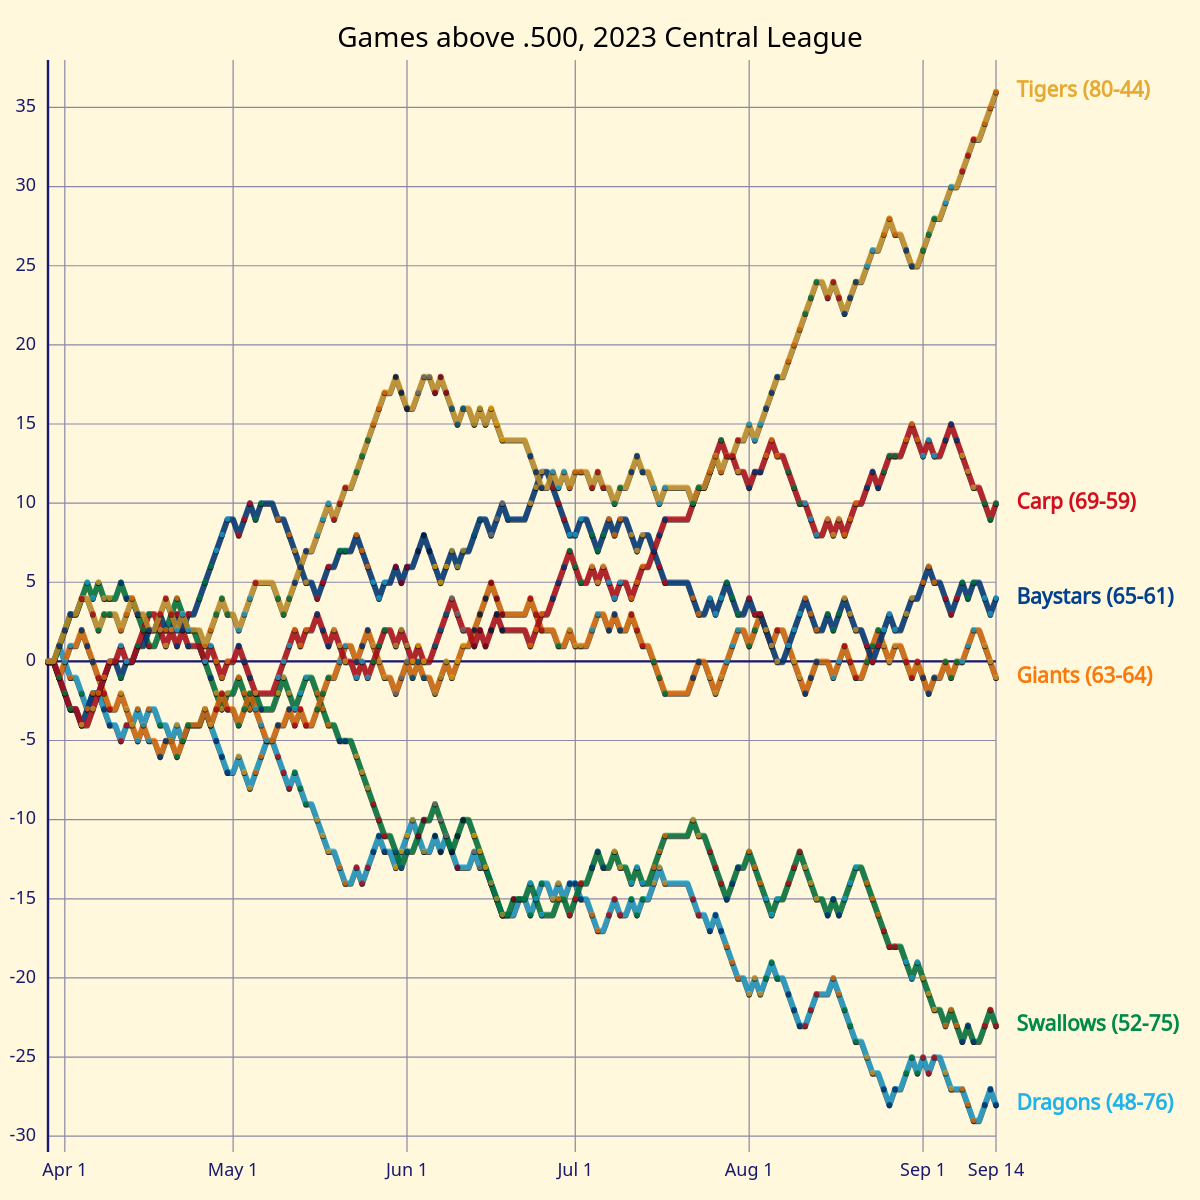 Games above .500, 2023 Central League
35
30
25
20
15
10
5
0
-5
-10
-15
-20
-25
-30
Tigers (80-44)
Carp (69-59)
Baystars (65-61)
Giants (63-64)
Swallows (52-75)
Dragons (48-76)
Apr 1 May 1 Jun 1 Jul 1 Aug 1 Sep 1 Sep 14